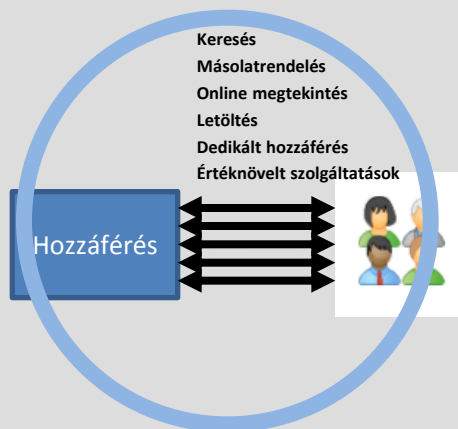 Keresés
Másolatrendelés
Online megtekintés
Letöltés
Dedikált hozzáférés
Értéknövelt szolgáltatások
Hozzáférés